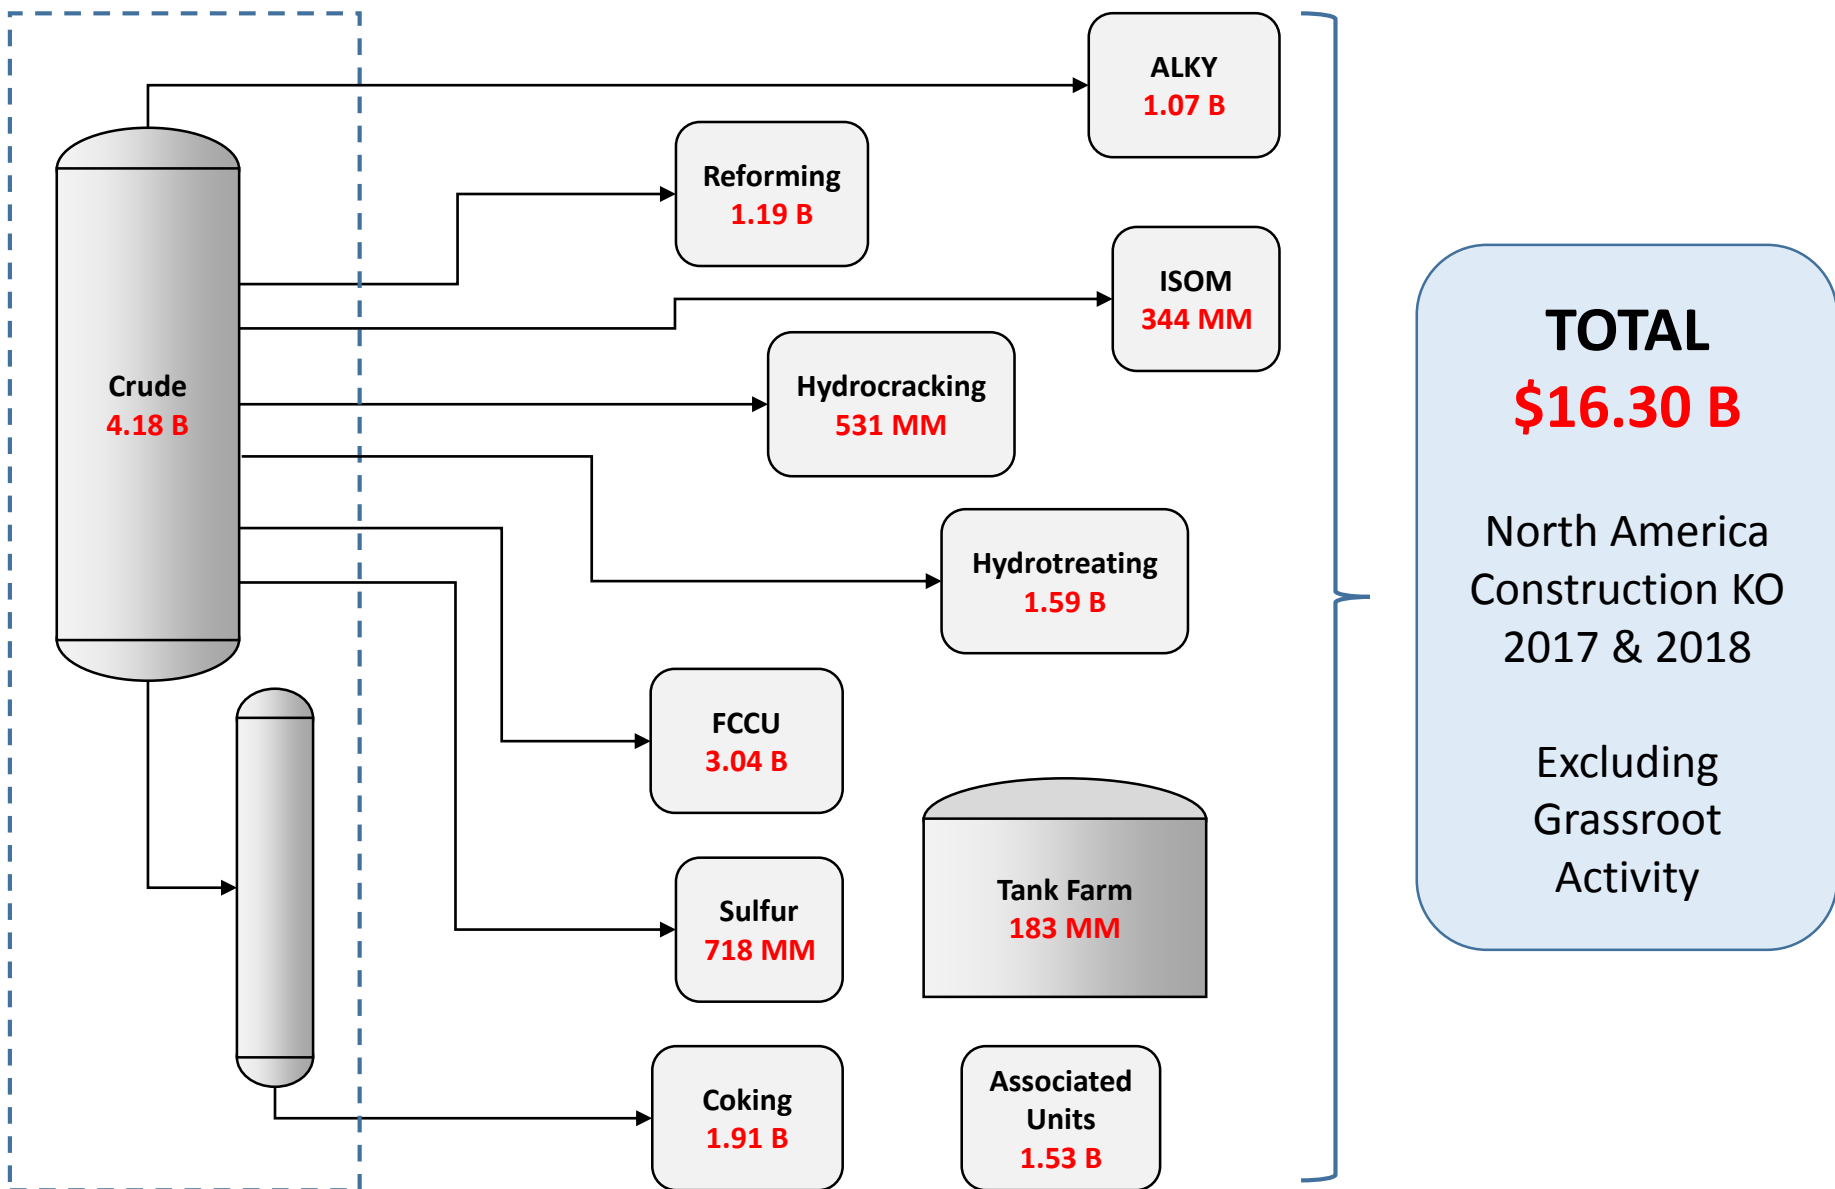 ALKY
1.07 B
Reforming
1.19 B
ISOM
344 MM
Crude
4.18 B
Hydrocracking
531 MM
Hydrotreating
1.59 B
FCCU
3.04 B
Tank Farm
183 MM
Sulfur
718 MM
Coking
1.91 B
Associated
Units
1.53 B
TOTAL
$16.30 B
North America
Construction KO
2017 & 2018
Excluding
Grassroot
Activity